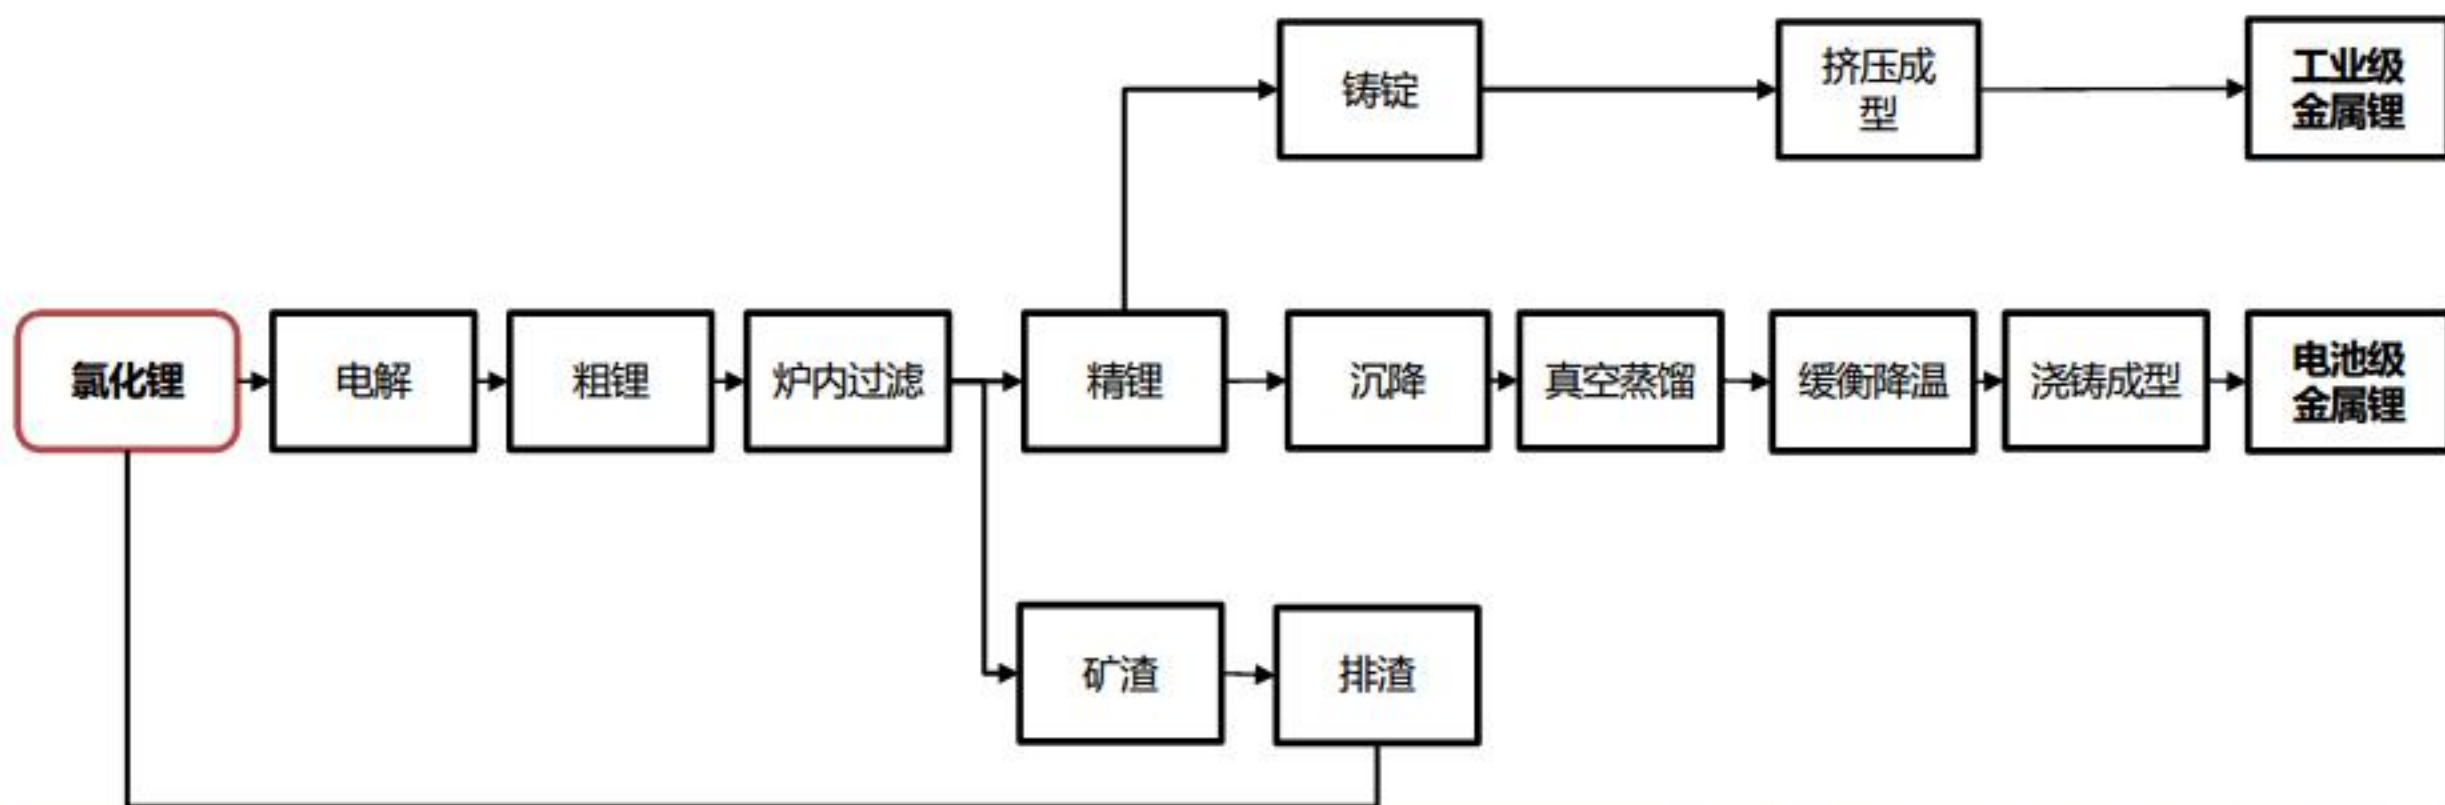 铸锭
挤压成
型
工业级
金属锂
氯化锂
电解
粗锂
炉内过滤
精锂
沉降
真空蒸馏
缓衡降温
浇铸成型
电池级
金属锂
矿渣
排渣